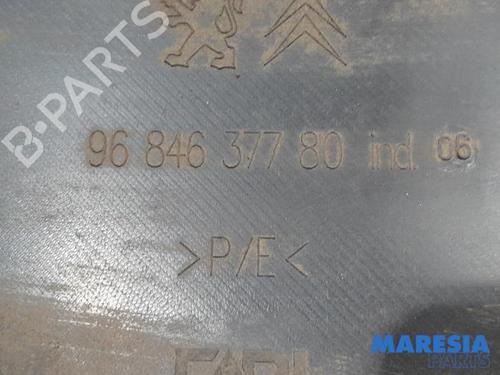 B-PARTS
96 846 377 80 ind. 06
>P/E<
MARESIA
PARTS